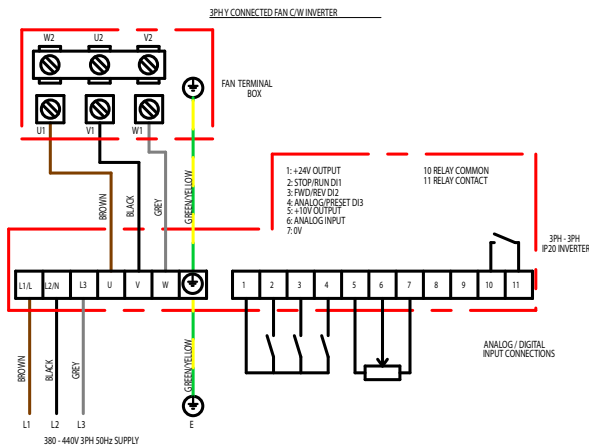 3PH Y CONNECTED FAN C/W INVERTER
W2 U2 V2
FAN TERMINAL
BOX
U1 V1 W1
BROWN
BLACK
GREY
GREEN/YELLOW
1: +24V OUTPUT
2: STOP/RUN DI1
3: FWD/REV DI2
4: ANALOG/PRESET DI3
5: +10V OUTPUT
6: ANALOG INPUT
7: 0V
10 RELAY COMMON
11 RELAY CONTACT
3PH - 3PH
IP20 INVERTER
L1/L L2/N L3 U V W
1 2 3 4 5 6 7 8 9 10 11
BROWN
BLACK
GREY
GREEN/YELLOW
ANALOG / DIGITAL
INPUT CONNECTIONS
L1 L2 L3 E
380 - 440V 3PH 50Hz SUPPLY